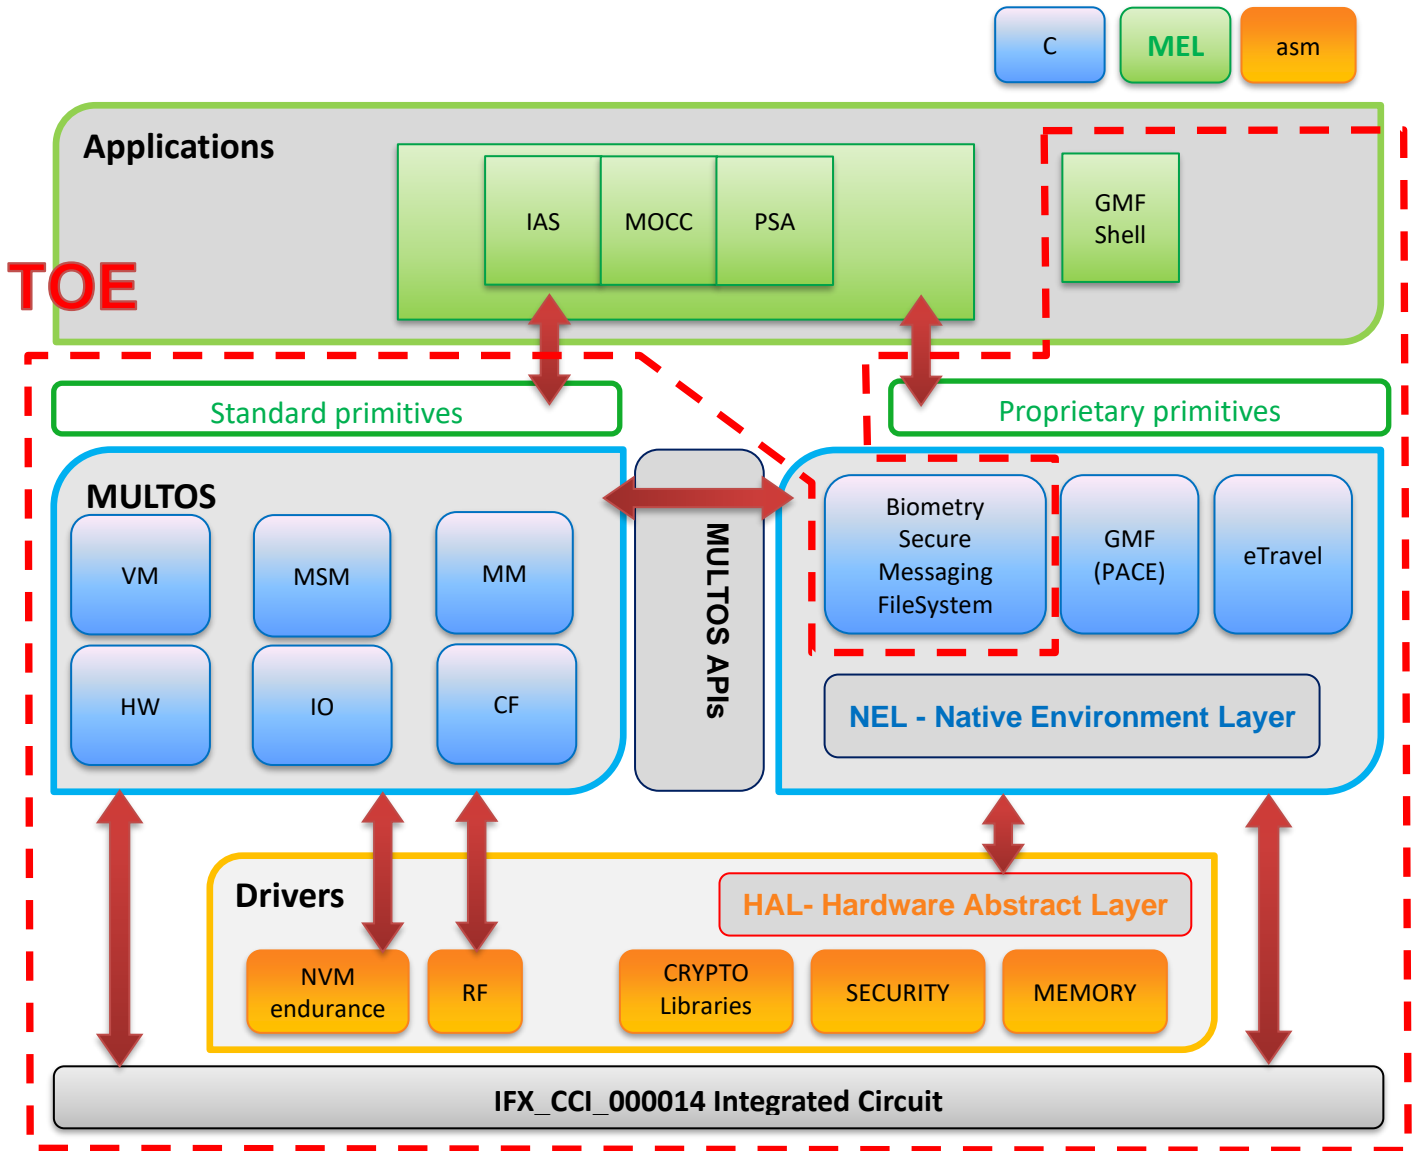 C
MEL
asm
Applications
IAS
MOCC
PSA
GMF
Shell
TOE
Standard primitives
Proprietary primitives
MULTOS
VM
MSM
MM
HW
IO
CF
MULTOS APIs
Biometry
Secure
Messaging
FileSystem
GMF
(PACE)
eTravel
NEL - Native Environment Layer
Drivers
HAL- Hardware Abstract Layer
NVM
endurance
RF
CRYPTO
Libraries
SECURITY
MEMORY
IFX_CCI_000014 Integrated Circuit